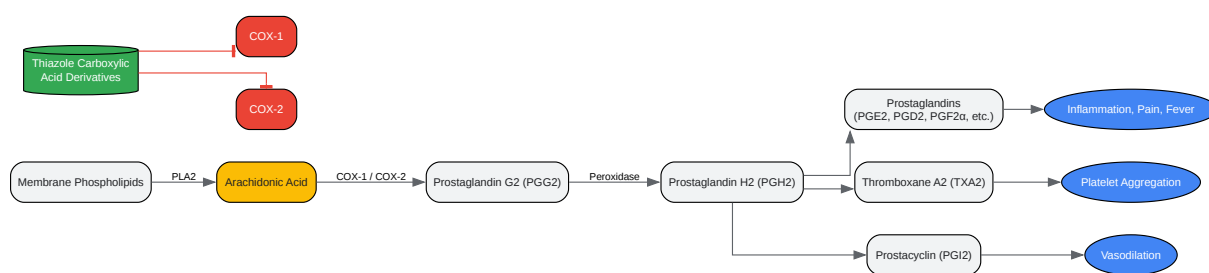 COX-1
Thiazole Carboxylic
Acid Derivatives
COX-2
Prostaglandins
(PGE2, PGD2, PGF2α, etc.)
Inflammation, Pain, Fever
Membrane Phospholipids
PLA2
Arachidonic Acid
COX-1 / COX-2
Prostaglandin G2 (PGG2)
Peroxidase
Prostaglandin H2 (PGH2)
Thromboxane A2 (TXA2)
Platelet Aggregation
Prostacyclin (PGI2)
Vasodilation